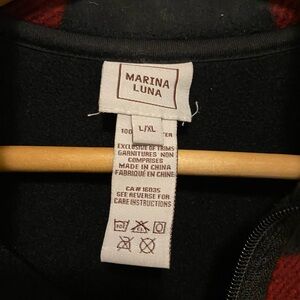 MARINA
LUNA
L/XL
100
EXCLUSIVE OF TRIMS
GARNITURES NON
COMPRISES
MADE IN CHINA
FABRIQUÉ EN CHINE
CA# 16035
SEE REVERSE FOR
CARE INSTRUCTIONS